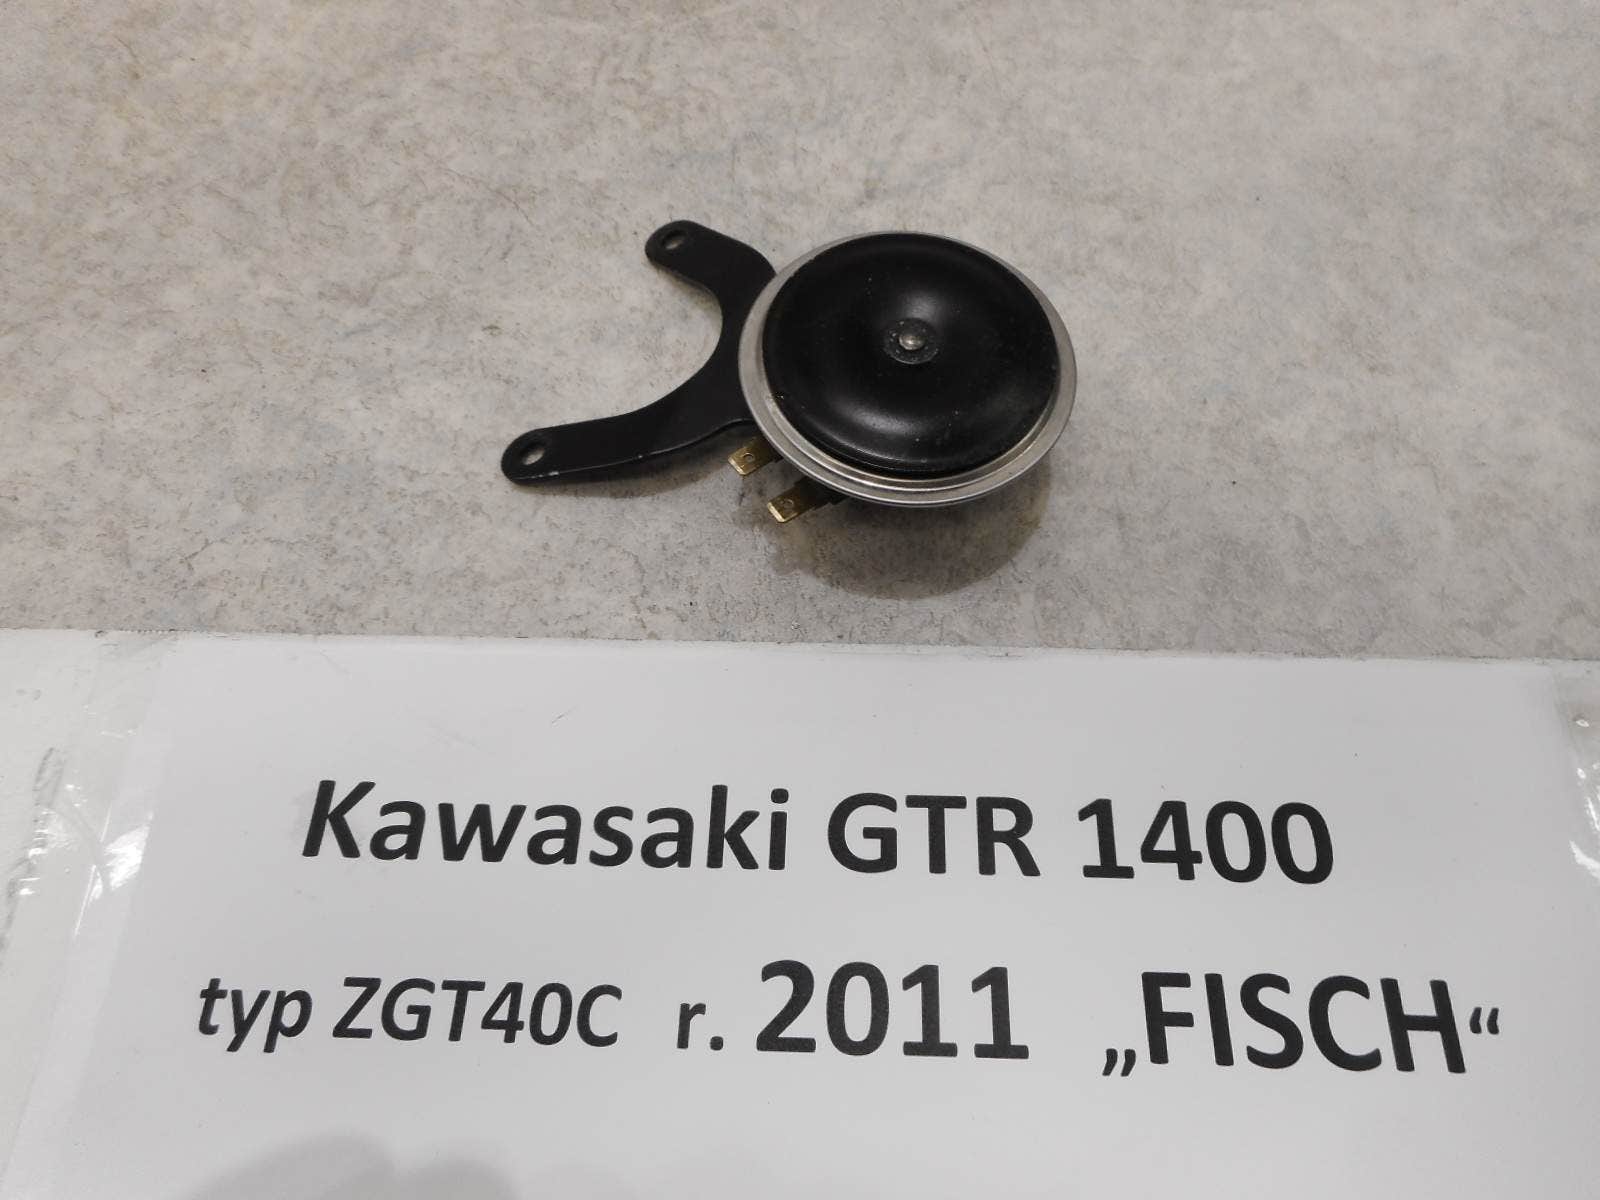 Kawasaki GTR 1400
typ ZGT40C r. 2011 „FISCH“